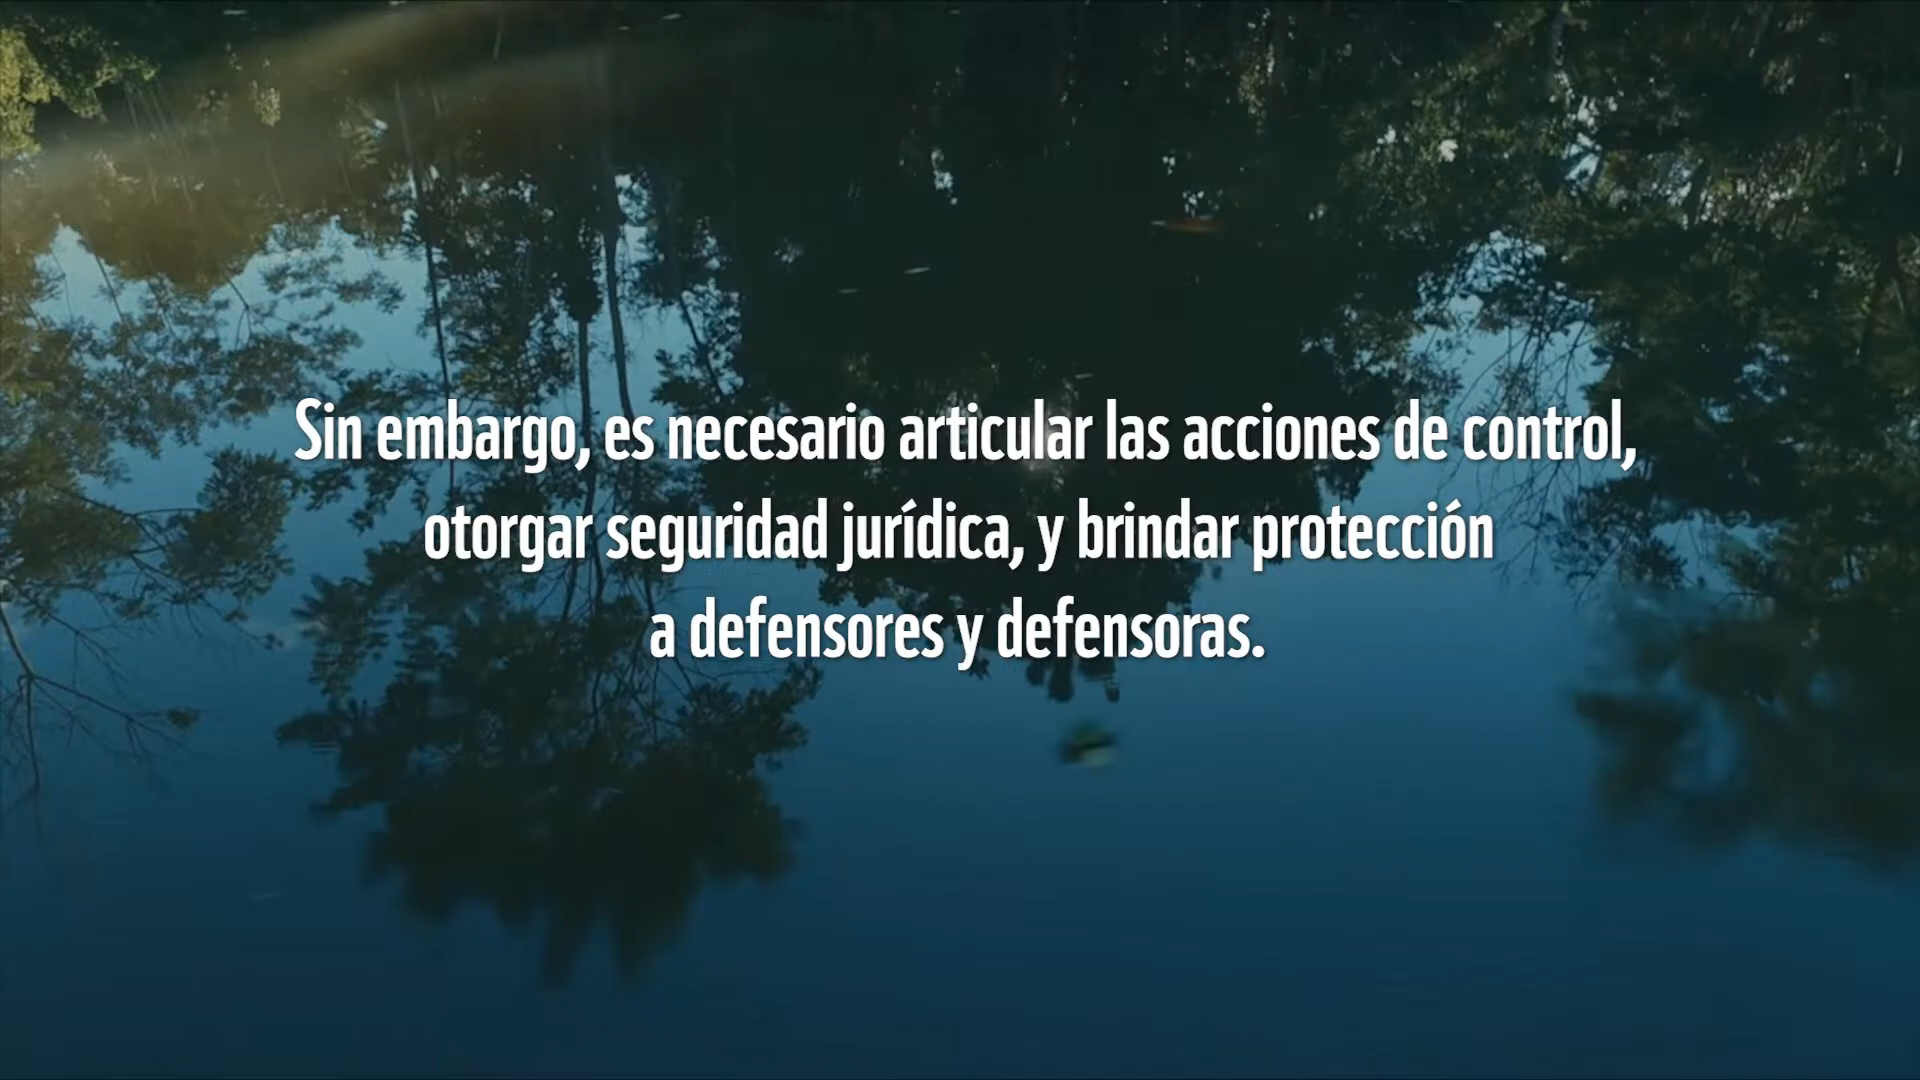 Sin embargo, es necesario articular las acciones de control,
otorgar seguridad jurídica, y brindar protección
a defensores y defensoras.